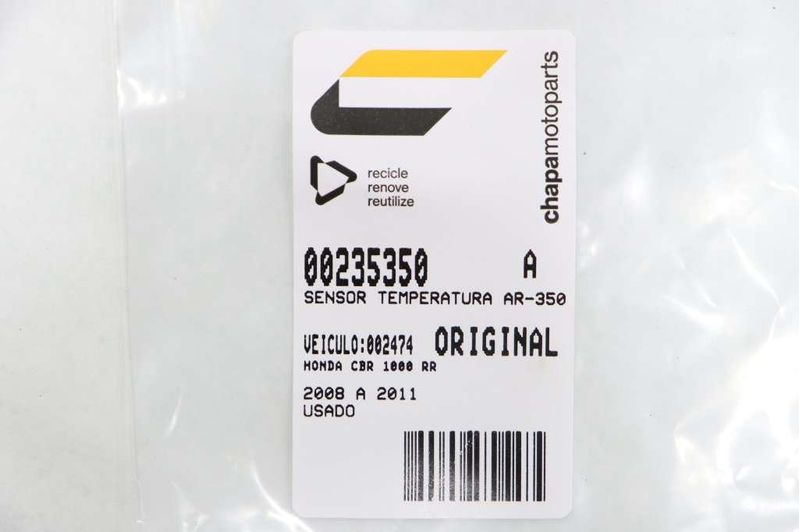 chapamotoparts
recicle
renove
reutilize
00235350 A
SENSOR TEMPERATURA AR-350
VEICULO:002474 ORIGINAL
HONDA CBR 1000 RR
2008 A 2011
USADO